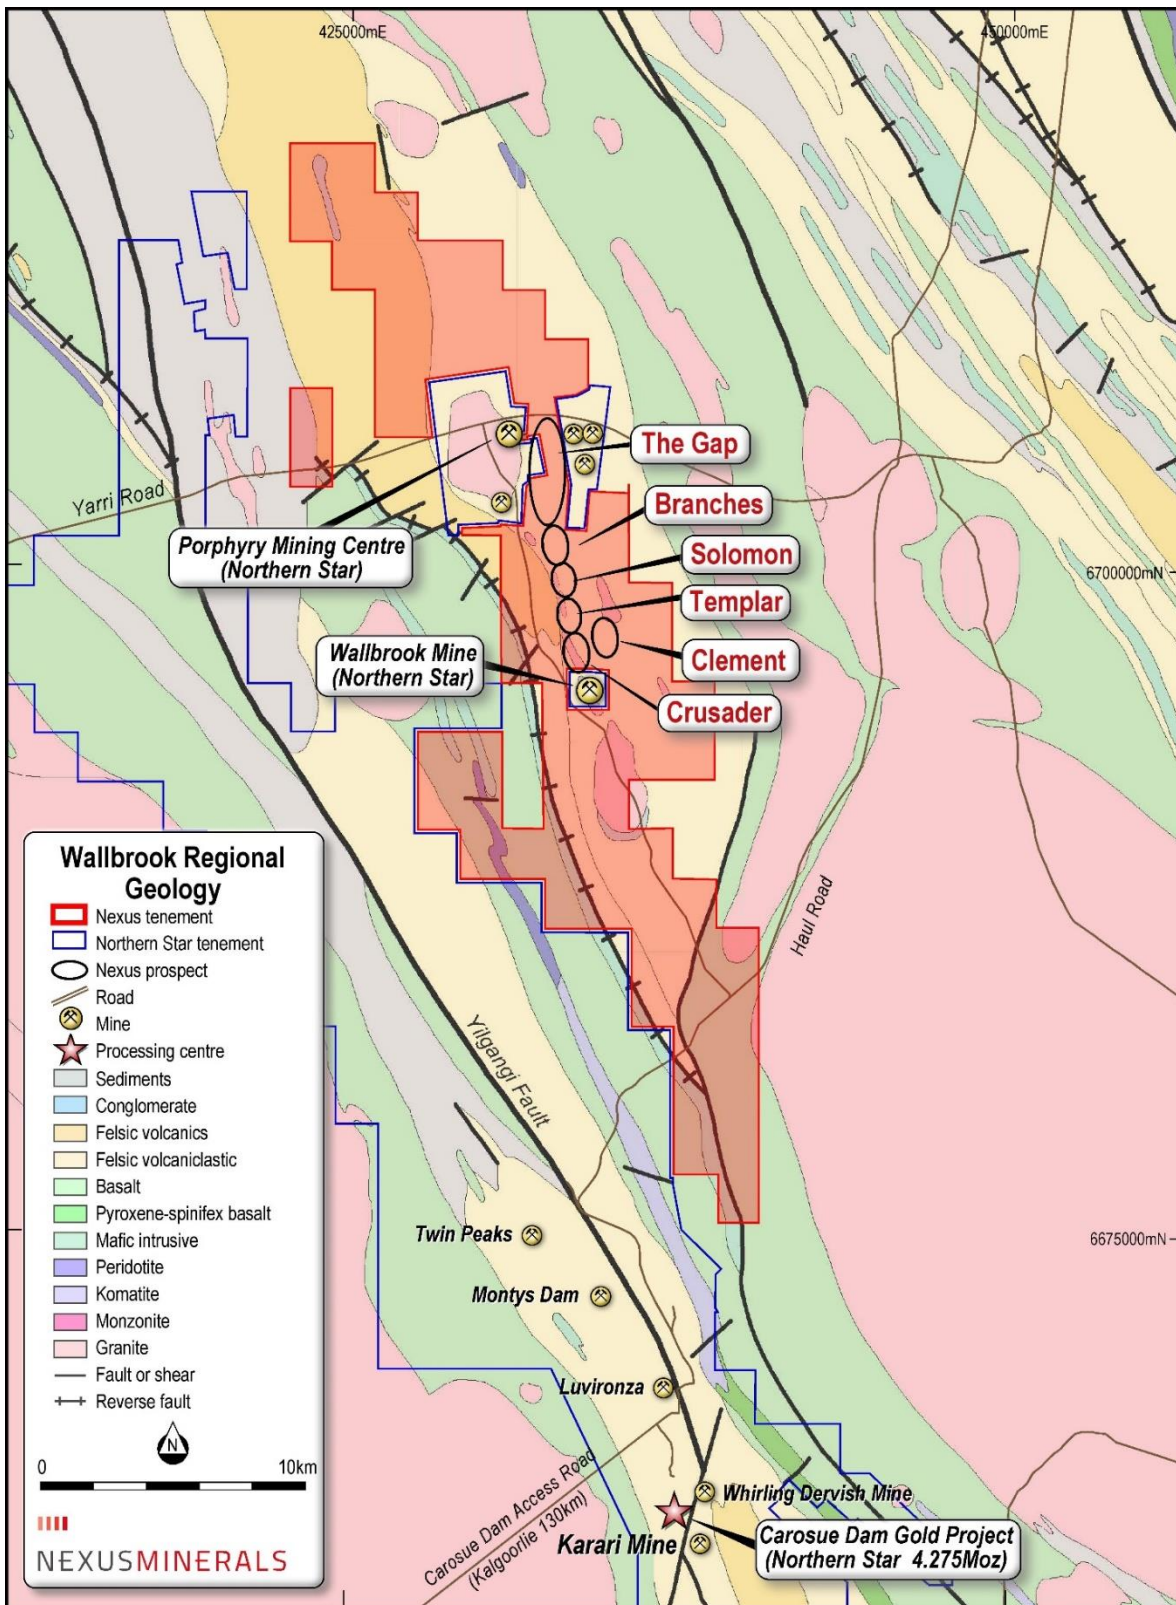 425000mE
450000mE
The Gap
Branches
Yarri Road
Porphyry Mining Centre
(Northern Star)
Solomon
6700000mN
Templar
Wallbrook Mine
(Northern Star)
Clement
Crusader
Wallbrook Regional
Geology
Nexus tenement
Northern Star tenement
Nexus prospect
Road
Mine
Processing centre
Sediments
Conglomerate
Felsic volcanics
Felsic volcaniclastic
Basalt
Pyroxene-spinifex basalt
Mafic intrusive
Peridotite
Komatite
Monzonite
Granite
Fault or shear
Reverse fault
N
0 10km
NEXUSMINERALS
Haul Road
Yilgangi Fault
Twin Peaks
6675000mN
Montys Dam
Luvironza
Carosue Dam Access Road
(Kalgoorlie 130km)
Whirling Dervish Mine
Karari Mine
Carosue Dam Gold Project
(Northern Star 4.275Moz)